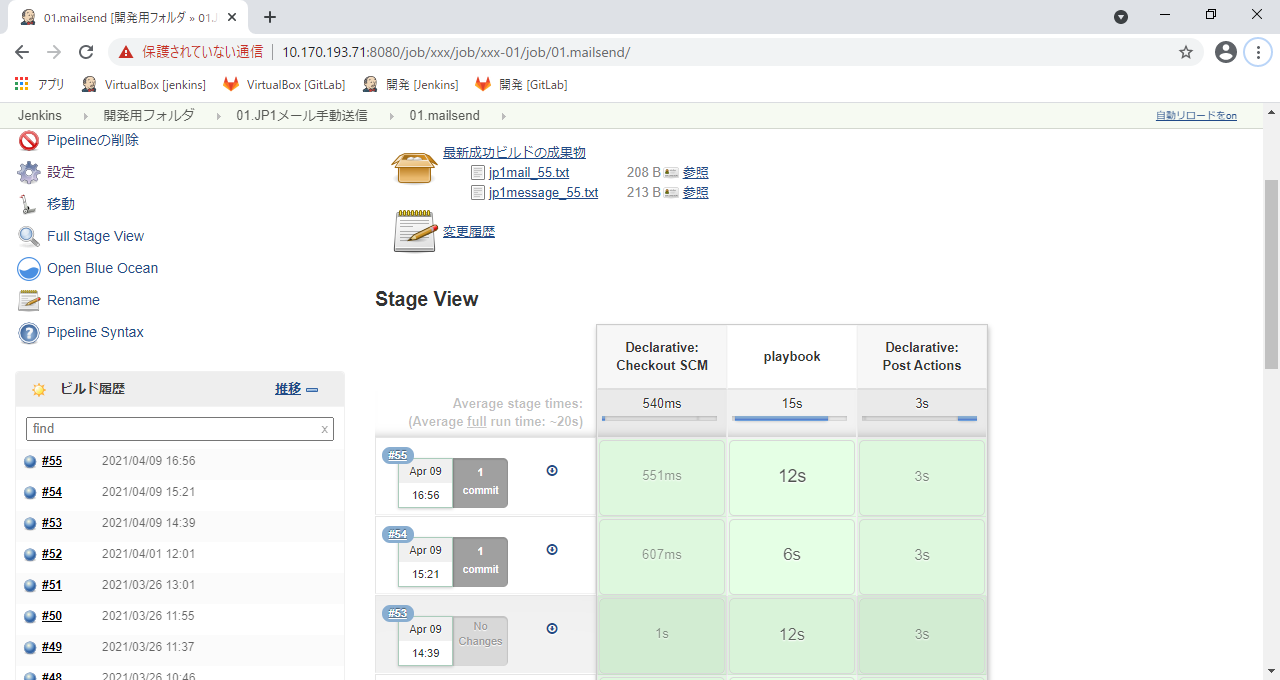 01.mailsend [開発用フォルダ » 01.J
保護されていない通信 | 10.170.193.71:8080/job/xxx/job/xxx-01/job/01.mailsend/
アプリ VirtualBox [jenkins] VirtualBox [GitLab] 開発 [Jenkins] 開発 [GitLab]
Jenkins 開発用フォルダ 01.JP1メール手動送信 01.mailsend 自動リロードをon
Pipelineの削除
設定
移動
Full Stage View
Open Blue Ocean
Rename
Pipeline Syntax
ビルド履歴 推移
find x
#55 2021/04/09 16:56
#54 2021/04/09 15:21
#53 2021/04/09 14:39
#52 2021/04/01 12:01
#51 2021/03/26 13:01
#50 2021/03/26 11:55
#49 2021/03/26 11:37
#48 2021/03/26 10:46
最新成功ビルドの成果物
jp1mail_55.txt 208 B 参照
jp1message_55.txt 213 B 参照
変更履歴
Stage View
Declarative: Checkout SCM
playbook
Declarative: Post Actions
Average stage times: 540ms 15s 3s
(Average full run time: ~20s)
#55
Apr 09 1 commit
16:56
551ms 12s 3s
#54
Apr 09 1 commit
15:21
607ms 6s 3s
#53
Apr 09 No Changes
14:39
1s 12s 3s